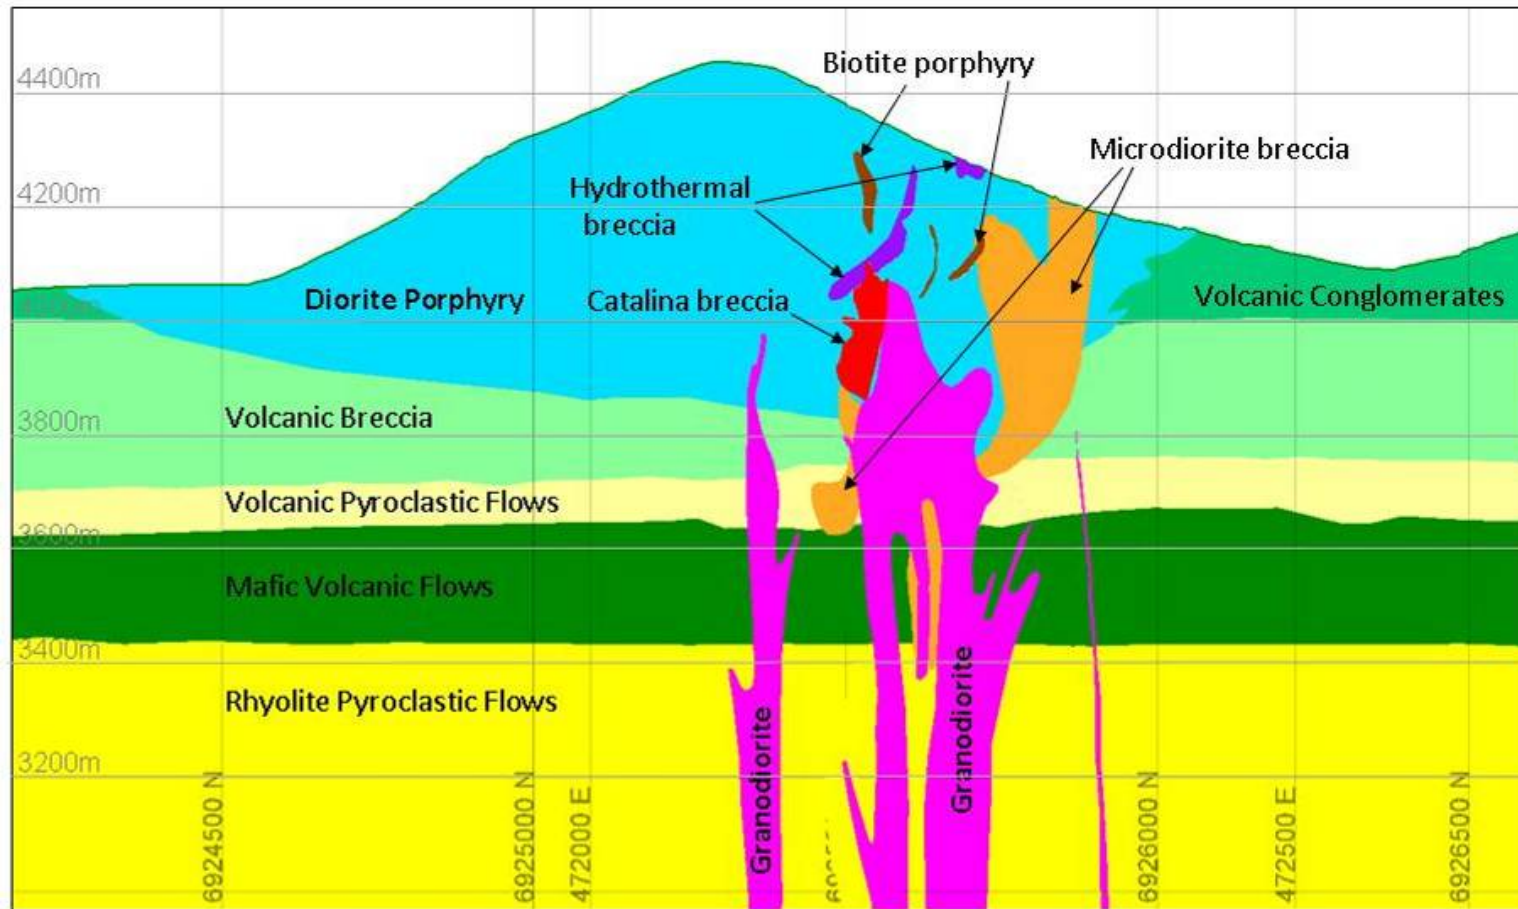 4400m
Biotite porphyry
Microdiorite breccia
4200m
Hydrothermal
breccia
Diorite Porphyry
Catalina breccia
Volcanic Conglomerates
Volcanic Breccia
3800m
Volcanic Pyroclastic Flows
3600m
Mafic Volcanic Flows
3400m
Rhyolite Pyroclastic Flows
Granodiorite
Granodiorite
3200m
6924500 N
6925000 N
472000 E
6926000 N
472500 E
6926500 N